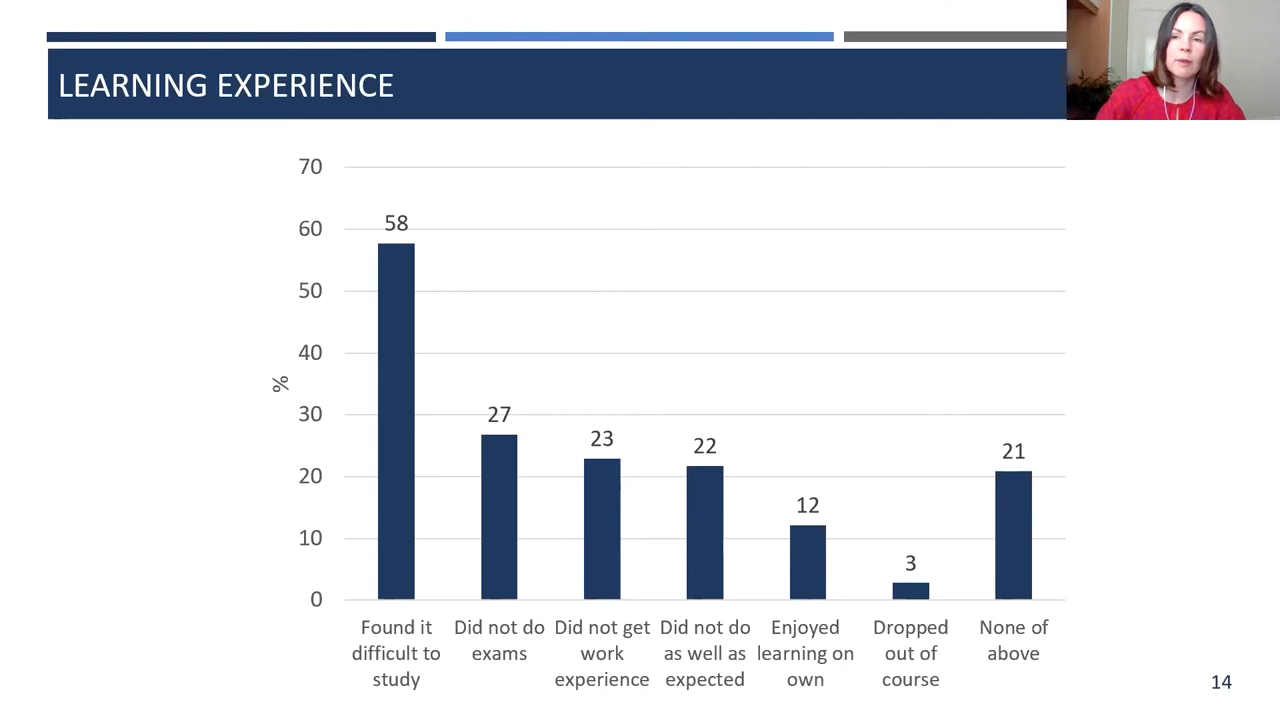 LEARNING EXPERIENCE
70
60
50
40
30
20
10
0
%
58
27
23
22
12
3
21
Found it
difficult to
study
Did not do
exams
Did not get
work
experience
Did not do
as well as
expected
Enjoyed
learning on
own
Dropped
out of
course
None of
above
14